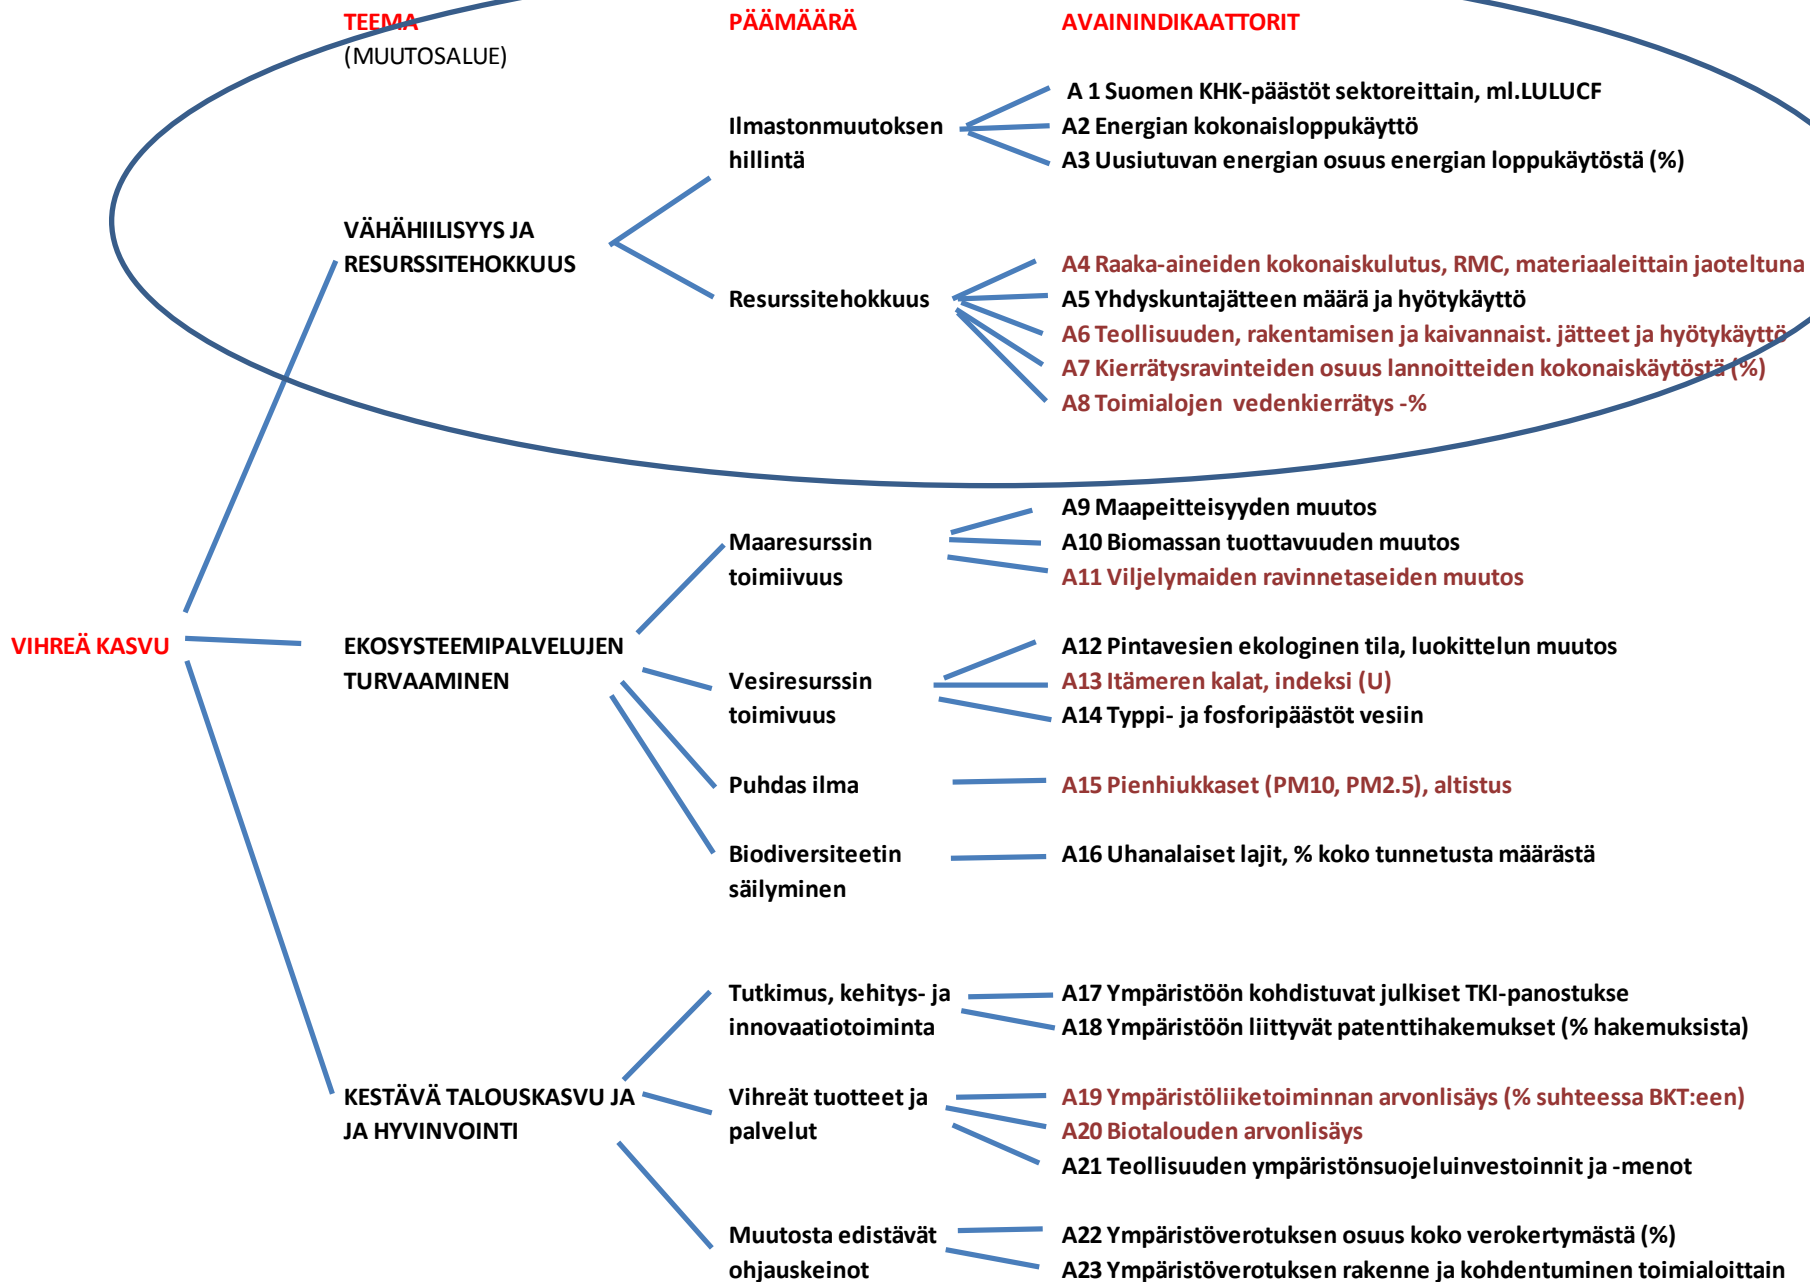 TEEMA PÄÄMÄÄRÄ AVAININDIKAATTORIT
(MUUTOSALUE)
A 1 Suomen KHK-päästöt sektoreittain, ml.LULUCF
Ilmastonmuutoksen A2 Energian kokonaisloppukäyttö
hillintä A3 Uusiutuvan energian osuus energian loppukäytöstä (%)
VÄHÄHIILISYYS JA
RESURSSITEHOKKUUS A4 Raaka-aineiden kokonaiskulutus, RMC, materiaaleittain jaoteltuna
Resurssitehokkuus A5 Yhdyskuntajätteen määrä ja hyötykäyttö
A6 Teollisuuden, rakentamisen ja kaivannaist. jätteet ja hyötykäyttö
A7 Kierrätysravinteiden osuus lannoitteiden kokonaiskäytöstä (%)
A8 Toimialojen vedenkierrätys -%
A9 Maapeitteisyyden muutos
Maaresurssin A10 Biomassan tuottavuuden muutos
toimiivuus A11 Viljelymaiden ravinnetaseiden muutos
VIHREÄ KASVU EKOSYSTEEMIPALVELUJEN A12 Pintavesien ekologinen tila, luokittelun muutos
TURVAAMINEN Vesiresurssin A13 Itämeren kalat, indeksi (U)
toimivuus A14 Typpi- ja fosforipäästöt vesiin
Puhdas ilma A15 Pienhiukkaset (PM10, PM2.5), altistus
Biodiversiteetin A16 Uhanalaiset lajit, % koko tunnetusta määrästä
säilyminen
Tutkimus, kehitys- ja A17 Ympäristöön kohdistuvat julkiset TKI-panostukse
innovaatiotoiminta A18 Ympäristöön liittyvät patenttihakemukset (% hakemuksista)
KESTÄVÄ TALOUSKASVU JA Vihreät tuotteet ja A19 Ympäristöliiketoiminnan arvonlisäys (% suhteessa BKT:een)
JA HYVINVOINTI palvelut A20 Biotalouden arvonlisäys
A21 Teollisuuden ympäristönsuojeluinvestoinnit ja -menot
Muutosta edistävät A22 Ympäristöverotuksen osuus koko verokertymästä (%)
ohjauskeinot A23 Ympäristöverotuksen rakenne ja kohdentuminen toimialoittain